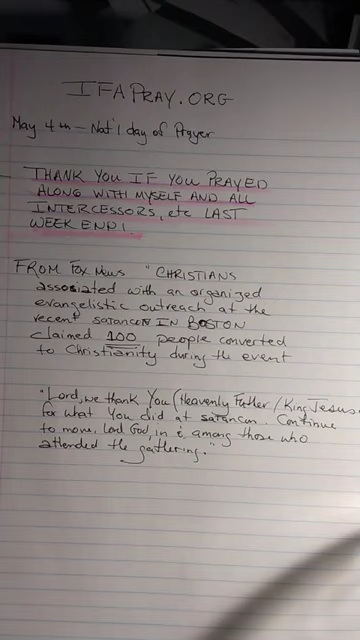 IFAPRAY.ORG
May 4th - Nat'l day of Prayer
THANK YOU IF YOU PRAYED
ALONG WITH MYSELF AND ALL
INTERCESSORS, etc LAST
WEEKEND!
FROM Fox News "CHRISTIANS
associated with an organized
evangelistic outreach at the
recent satancon IN BOSTON
claimed 100 people converted
to Christianity during the event
"Lord, we thank You (Heavenly Father / King Jesus
for what You did at satancon. Continue
to move, Lord God, in & among those who
attended the gathering."